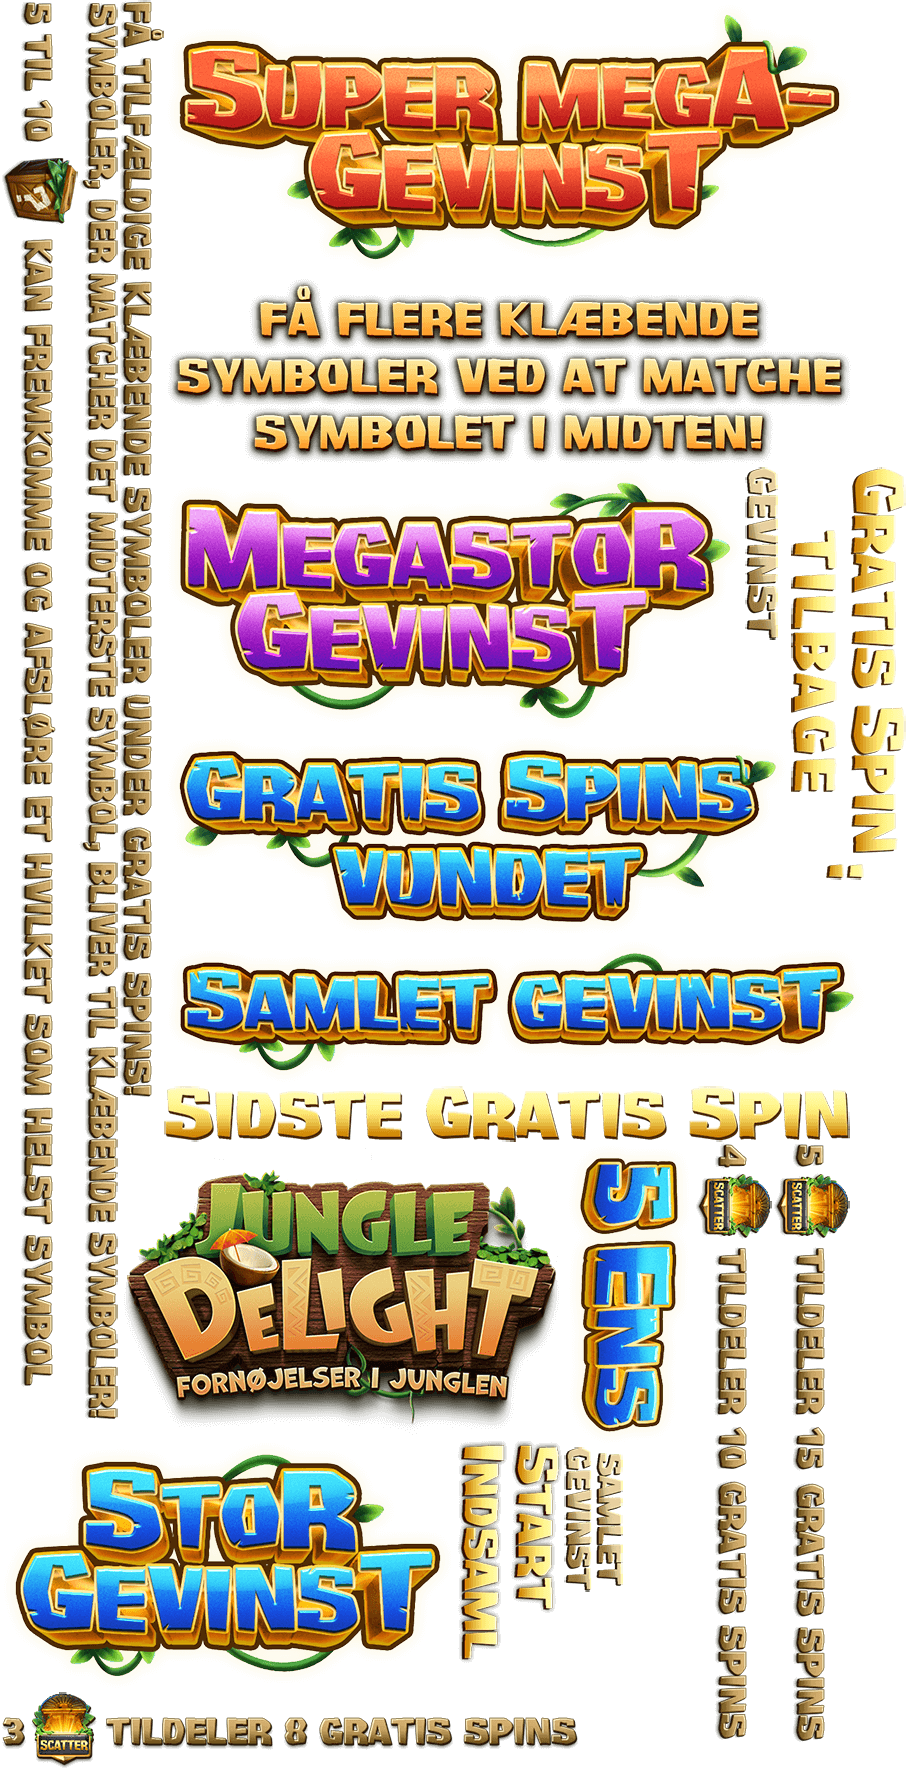 SUPER MEGA-
GEVINST
FÅ FLERE KLÆBENDE
SYMBOLER VED AT MATCHE
SYMBOLET I MIDTEN!
FÅ TILFÆLDIGE KLÆBENDE SYMBOLER UNDER GRATIS SPINS!
SYMBOLER, DER MATCHER DET MIDTERSTE SYMBOL, BLIVER TIL KLÆBENDE SYMBOLER!
5 TIL 10 KAN FREMKOMME OG AFSLØRE ET HVILKET SOM HELST SYMBOL
MEGASTOR
GEVINST
GRATIS SPIN :
TILBAGE
GEVINST
GRATIS SPINS
VUNDET
SAMLET GEVINST
SIDSTE GRATIS SPIN
JUNGLE
DELIGHT
FORNØJELSER I JUNGLEN
5 ENS
5 SCATTER TILDELER 15 GRATIS SPINS
4 SCATTER TILDELER 10 GRATIS SPINS
STOR
GEVINST
SAMLET
GEVINST
START
INDSAML
3 SCATTER TILDELER 8 GRATIS SPINS